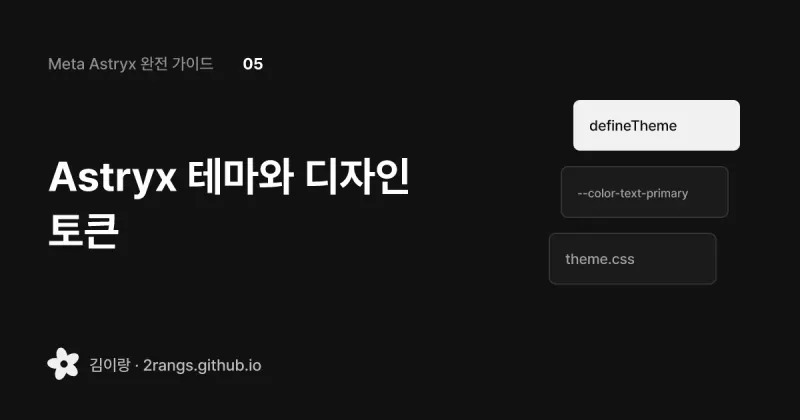 Meta Astryx 완전 가이드 05
Astryx 테마와 디자인
토큰
defineTheme
--color-text-primary
theme.css
김이랑 · 2rangs.github.io